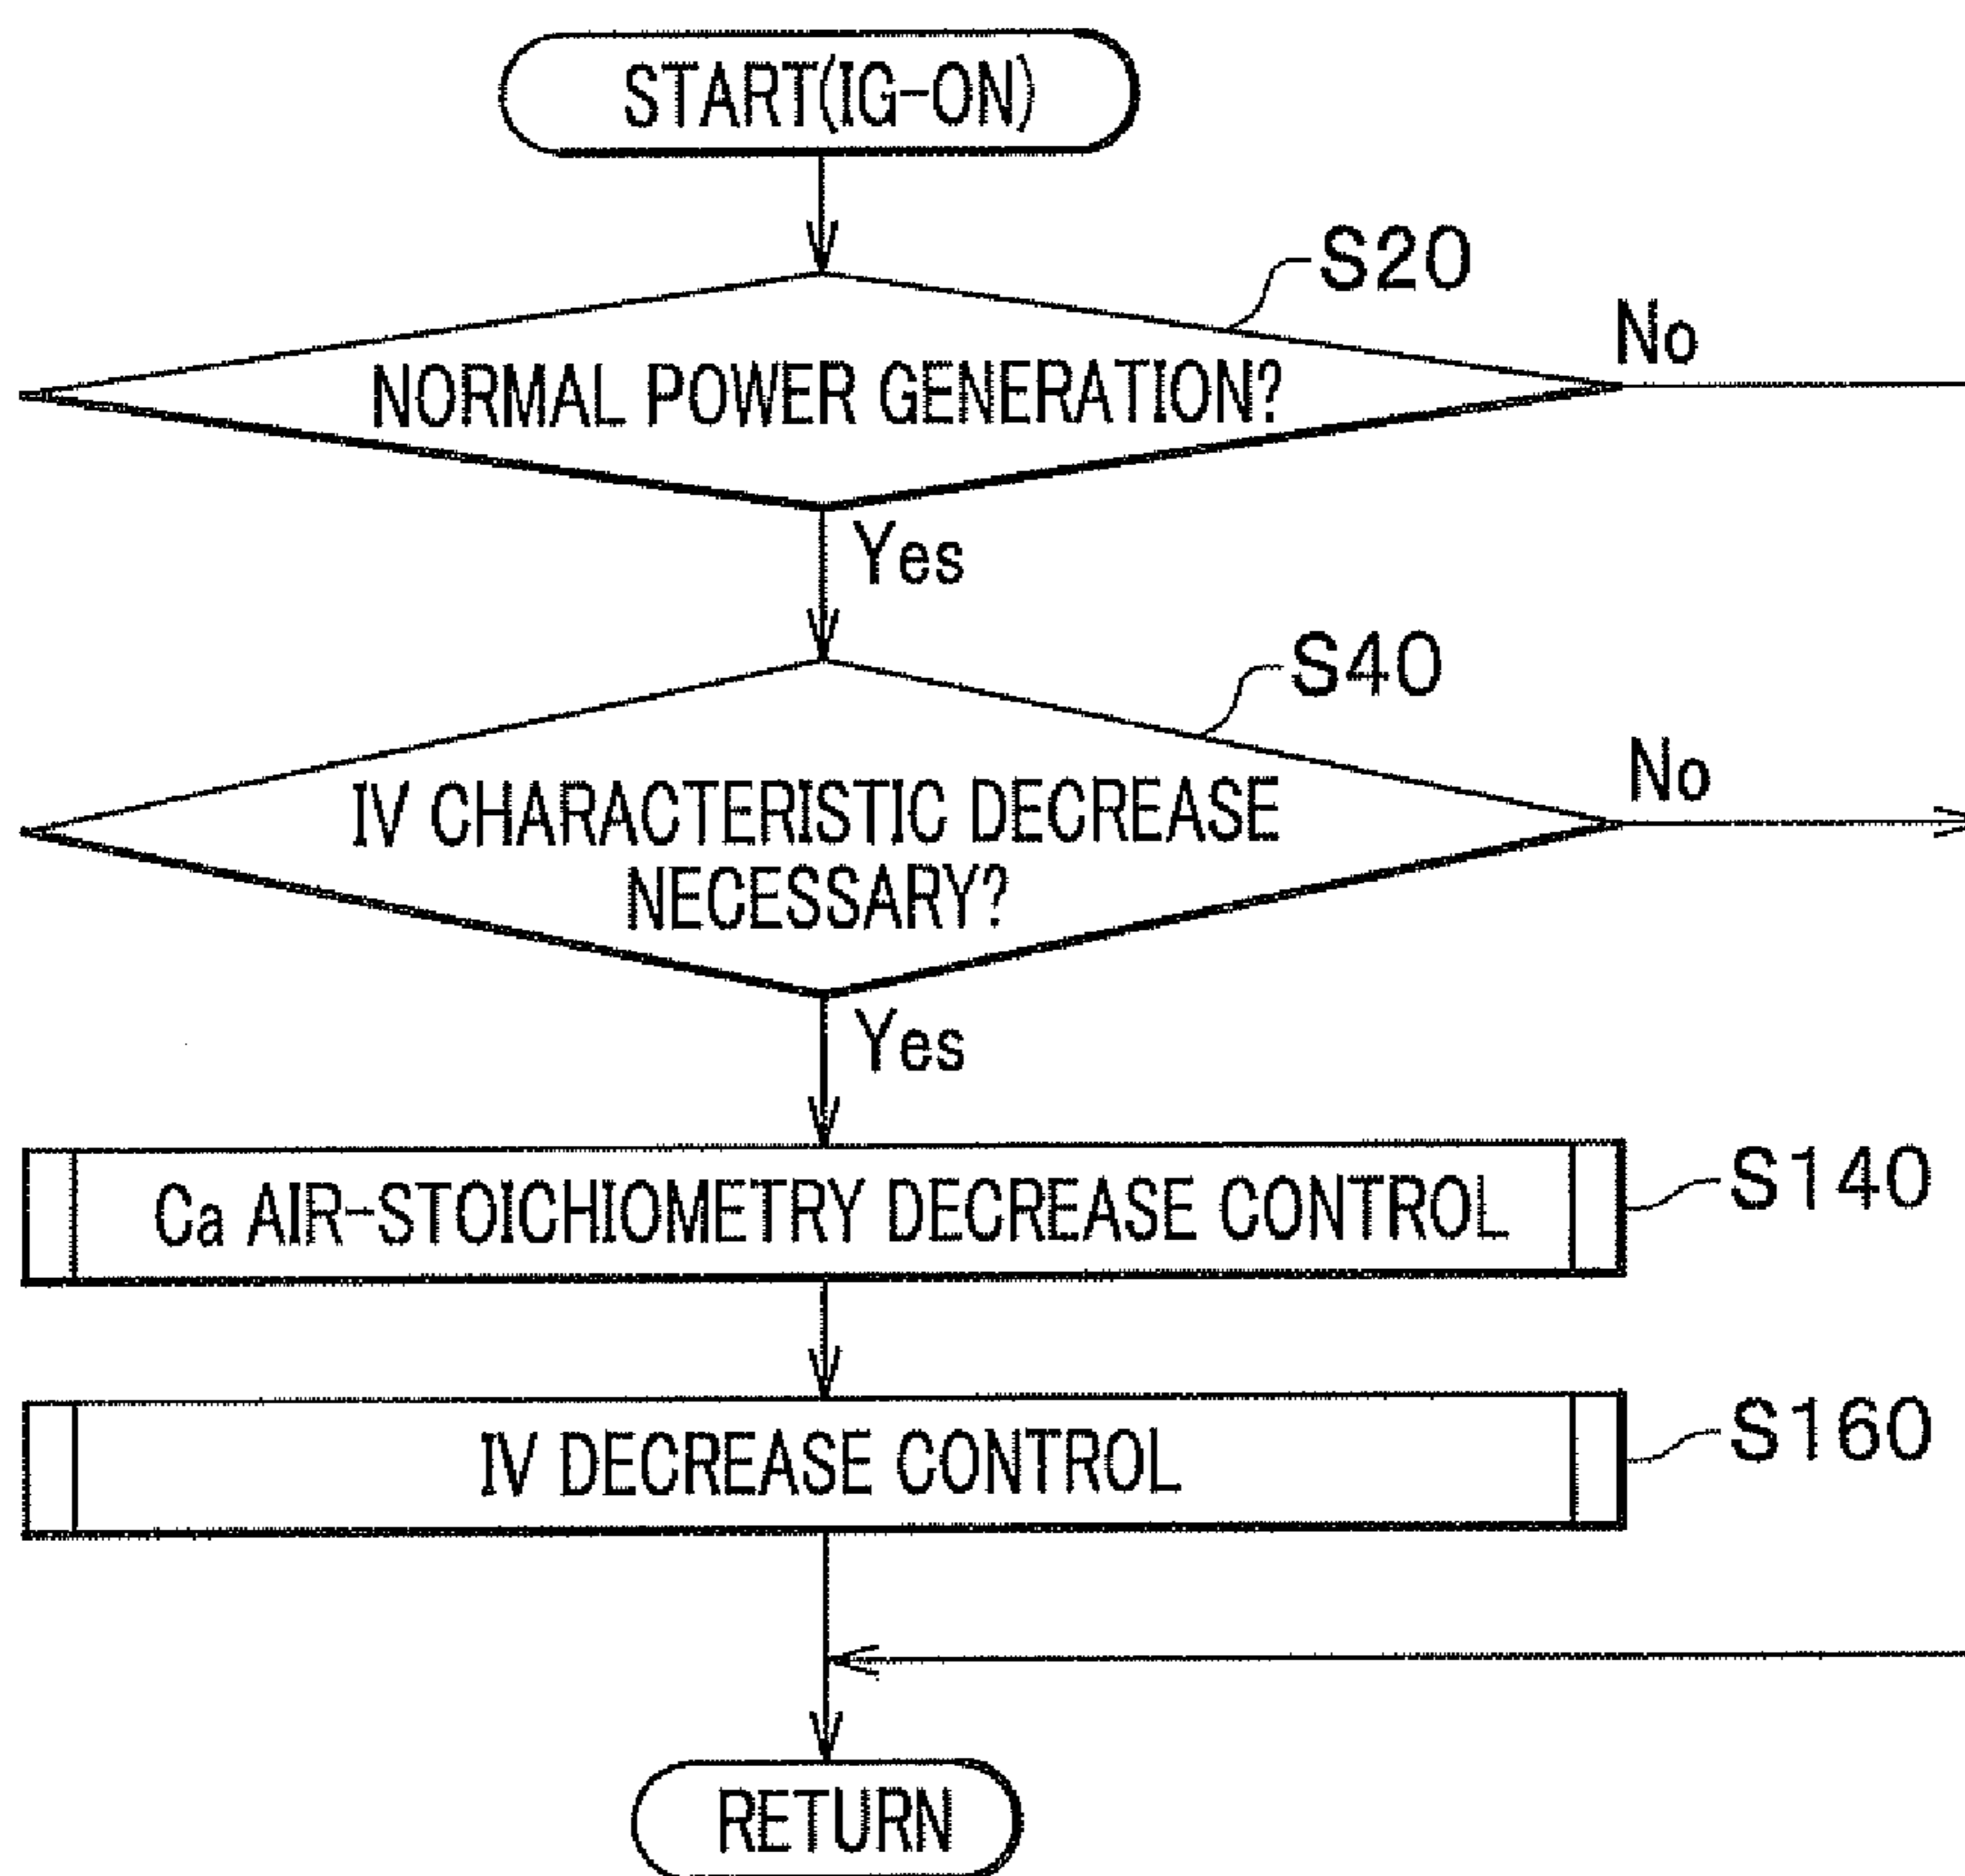 START(IG-ON)
S20
No
NORMAL POWER GENERATION?
Yes
S40
No
IV CHARACTERISTIC DECREASE
NECESSARY?
Yes
Ca AIR-STOICHIOMETRY DECREASE CONTROL
S140
IV DECREASE CONTROL
S160
RETURN